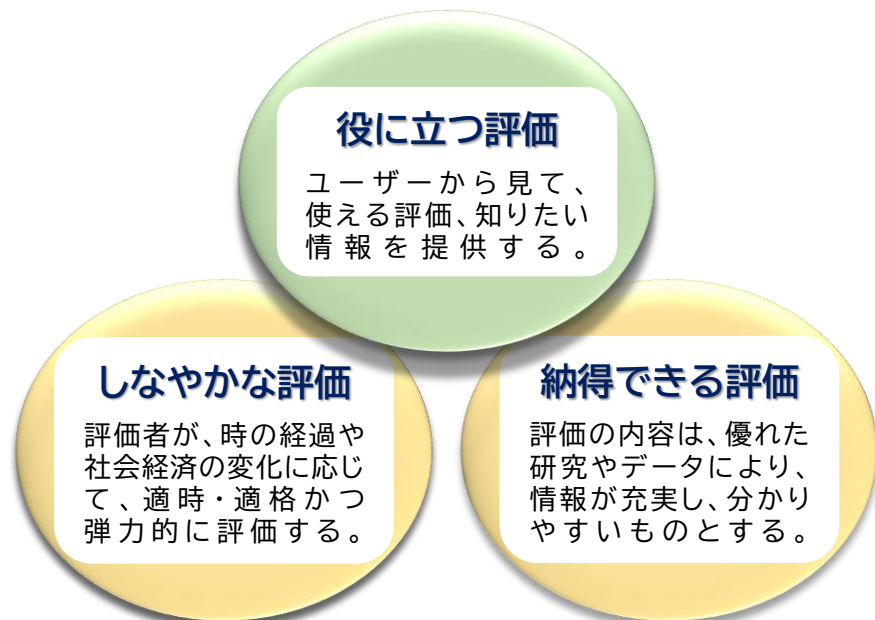 役に立つ評価
ユーザーから見て、
使える評価、知りたい
情報を提供する。
しなやかな評価
評価者が、時の経過や
社会経済の変化に応じ
て、適時・適格かつ
弾力的に評価する。
納得できる評価
評価の内容は、優れた
研究やデータにより、
情報が充実し、分かり
やすいものとする。